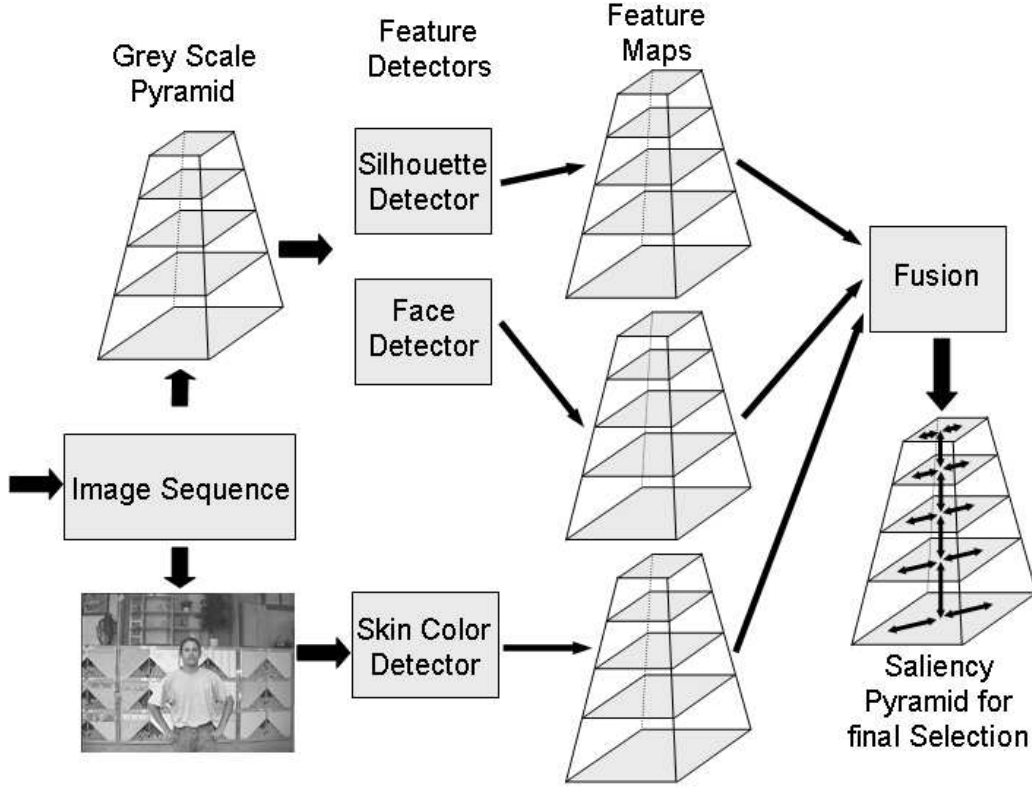 Grey Scale
Pyramid
Feature
Detectors
Feature
Maps
Silhouette
Detector
Face
Detector
Fusion
Image Sequence
Skin Color
Detector
Saliency
Pyramid for
final Selection